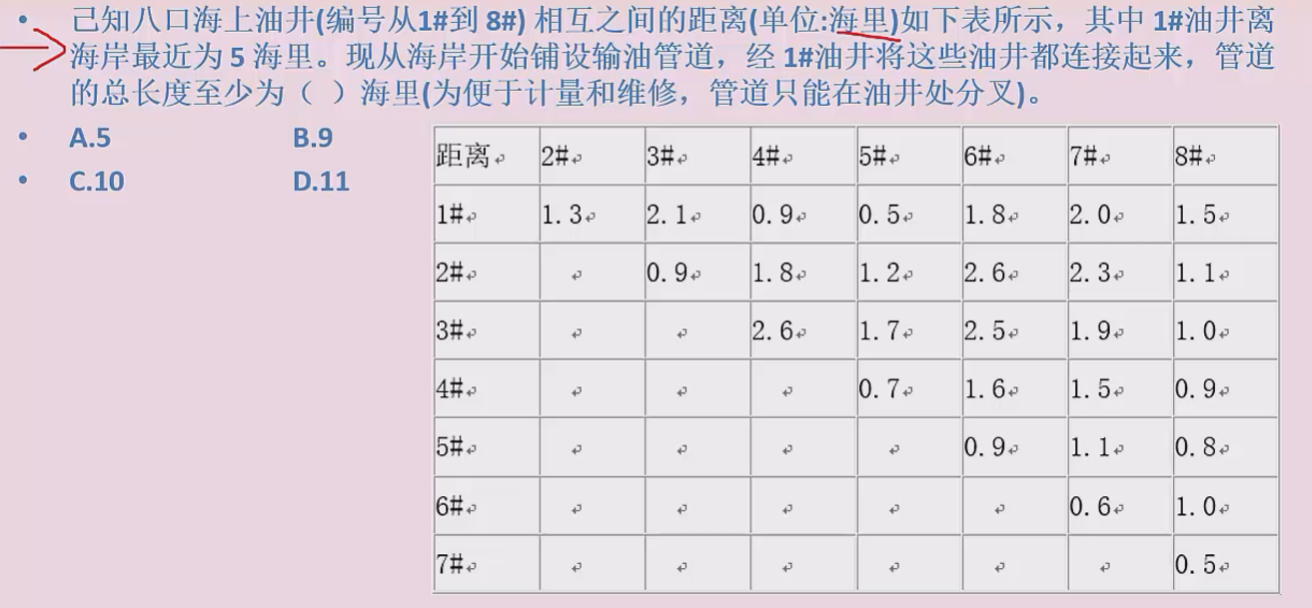 • 己知八口海上油井(编号从1#到 8#) 相互之间的距离(单位:海里)如下表所示，其中 1#油井离
海岸最近为 5 海里。现从海岸开始铺设输油管道，经 1#油井将这些油井都连接起来，管道
的总长度至少为（ ）海里(为便于计量和维修，管道只能在油井处分叉)。
• A.5 B.9
• C.10 D.11
距离 2# 3# 4# 5# 6# 7# 8#
1# 1.3 2.1 0.9 0.5 1.8 2.0 1.5
2# 0.9 1.8 1.2 2.6 2.3 1.1
3# 2.6 1.7 2.5 1.9 1.0
4# 0.7 1.6 1.5 0.9
5# 0.9 1.1 0.8
6# 0.6 1.0
7# 0.5